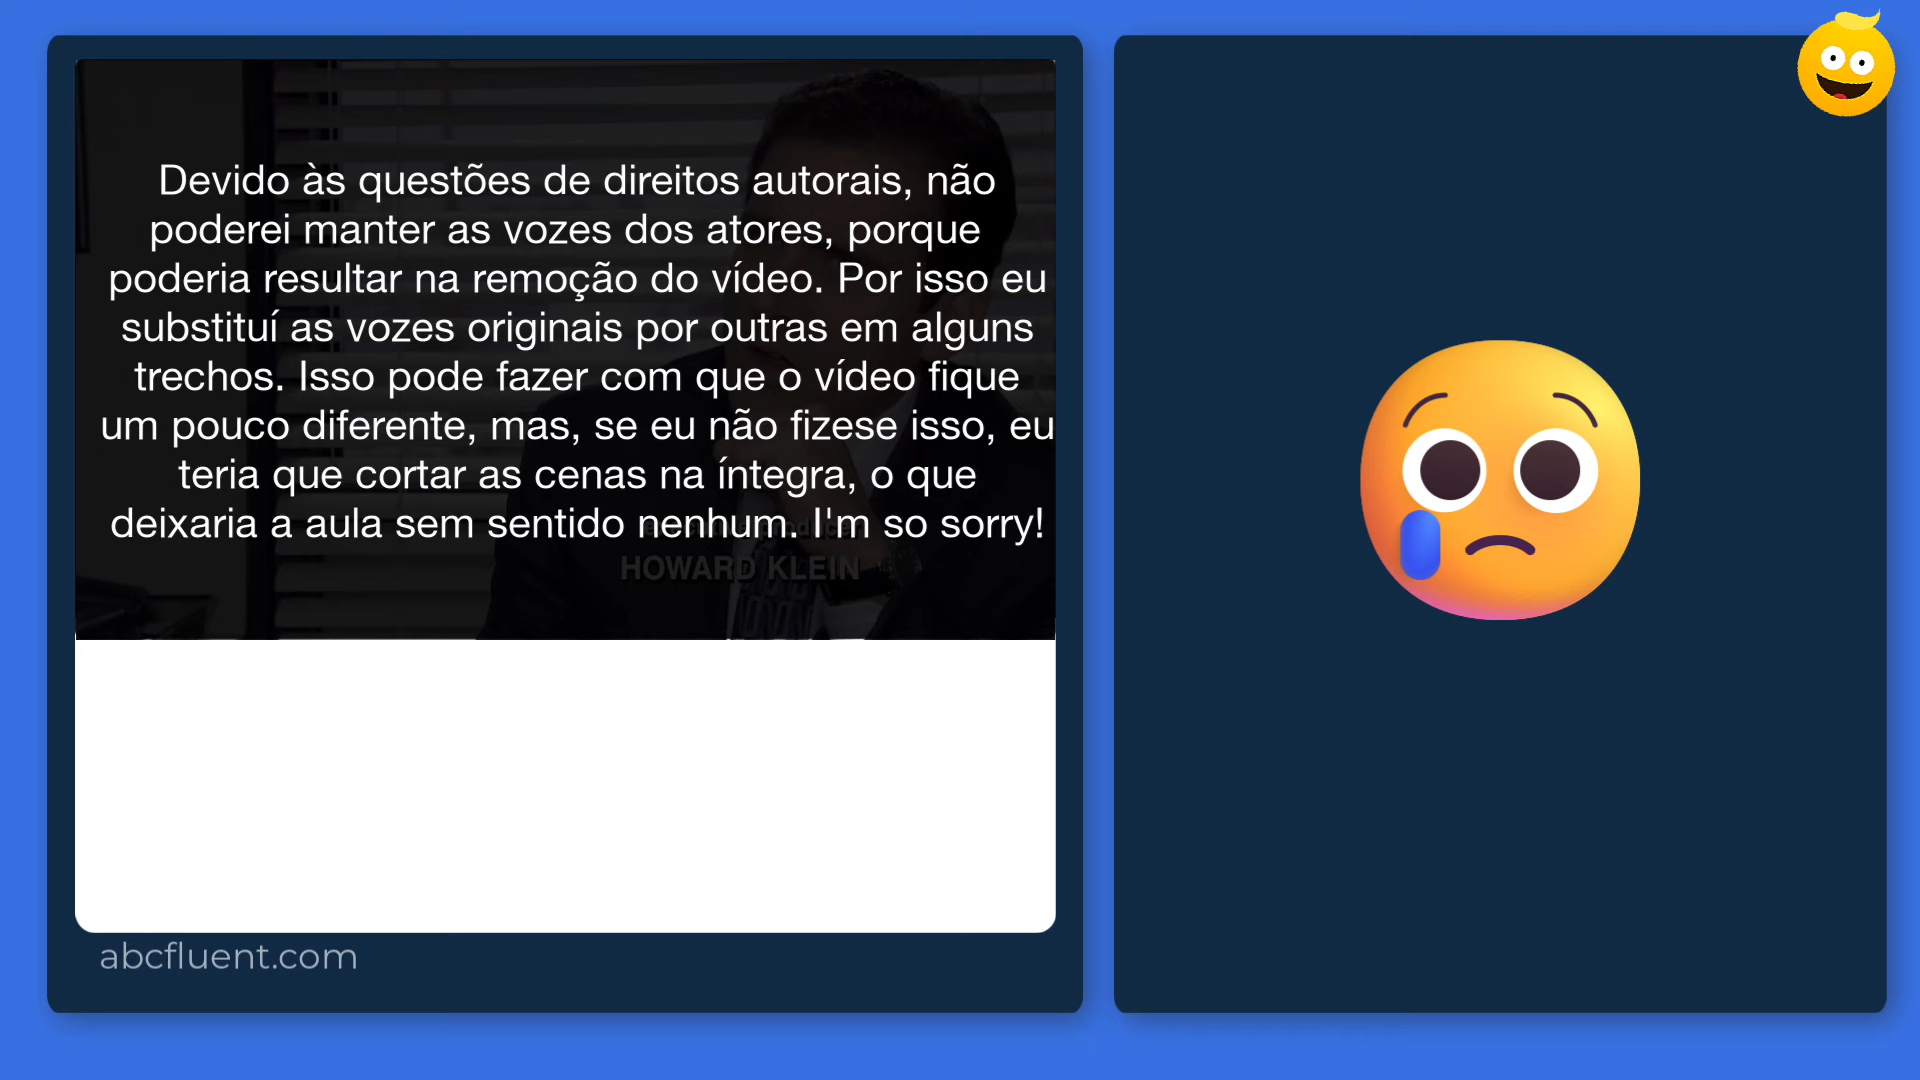 Devido às questões de direitos autorais, não
poderei manter as vozes dos atores, porque
poderia resultar na remoção do vídeo. Por isso eu
substituí as vozes originais por outras em alguns
trechos. Isso pode fazer com que o vídeo fique
um pouco diferente, mas, se eu não fizese isso, eu
teria que cortar as cenas na íntegra, o que
deixaria a aula sem sentido nenhum. I'm so sorry!
HOWARD KLEIN
abcfluent.com